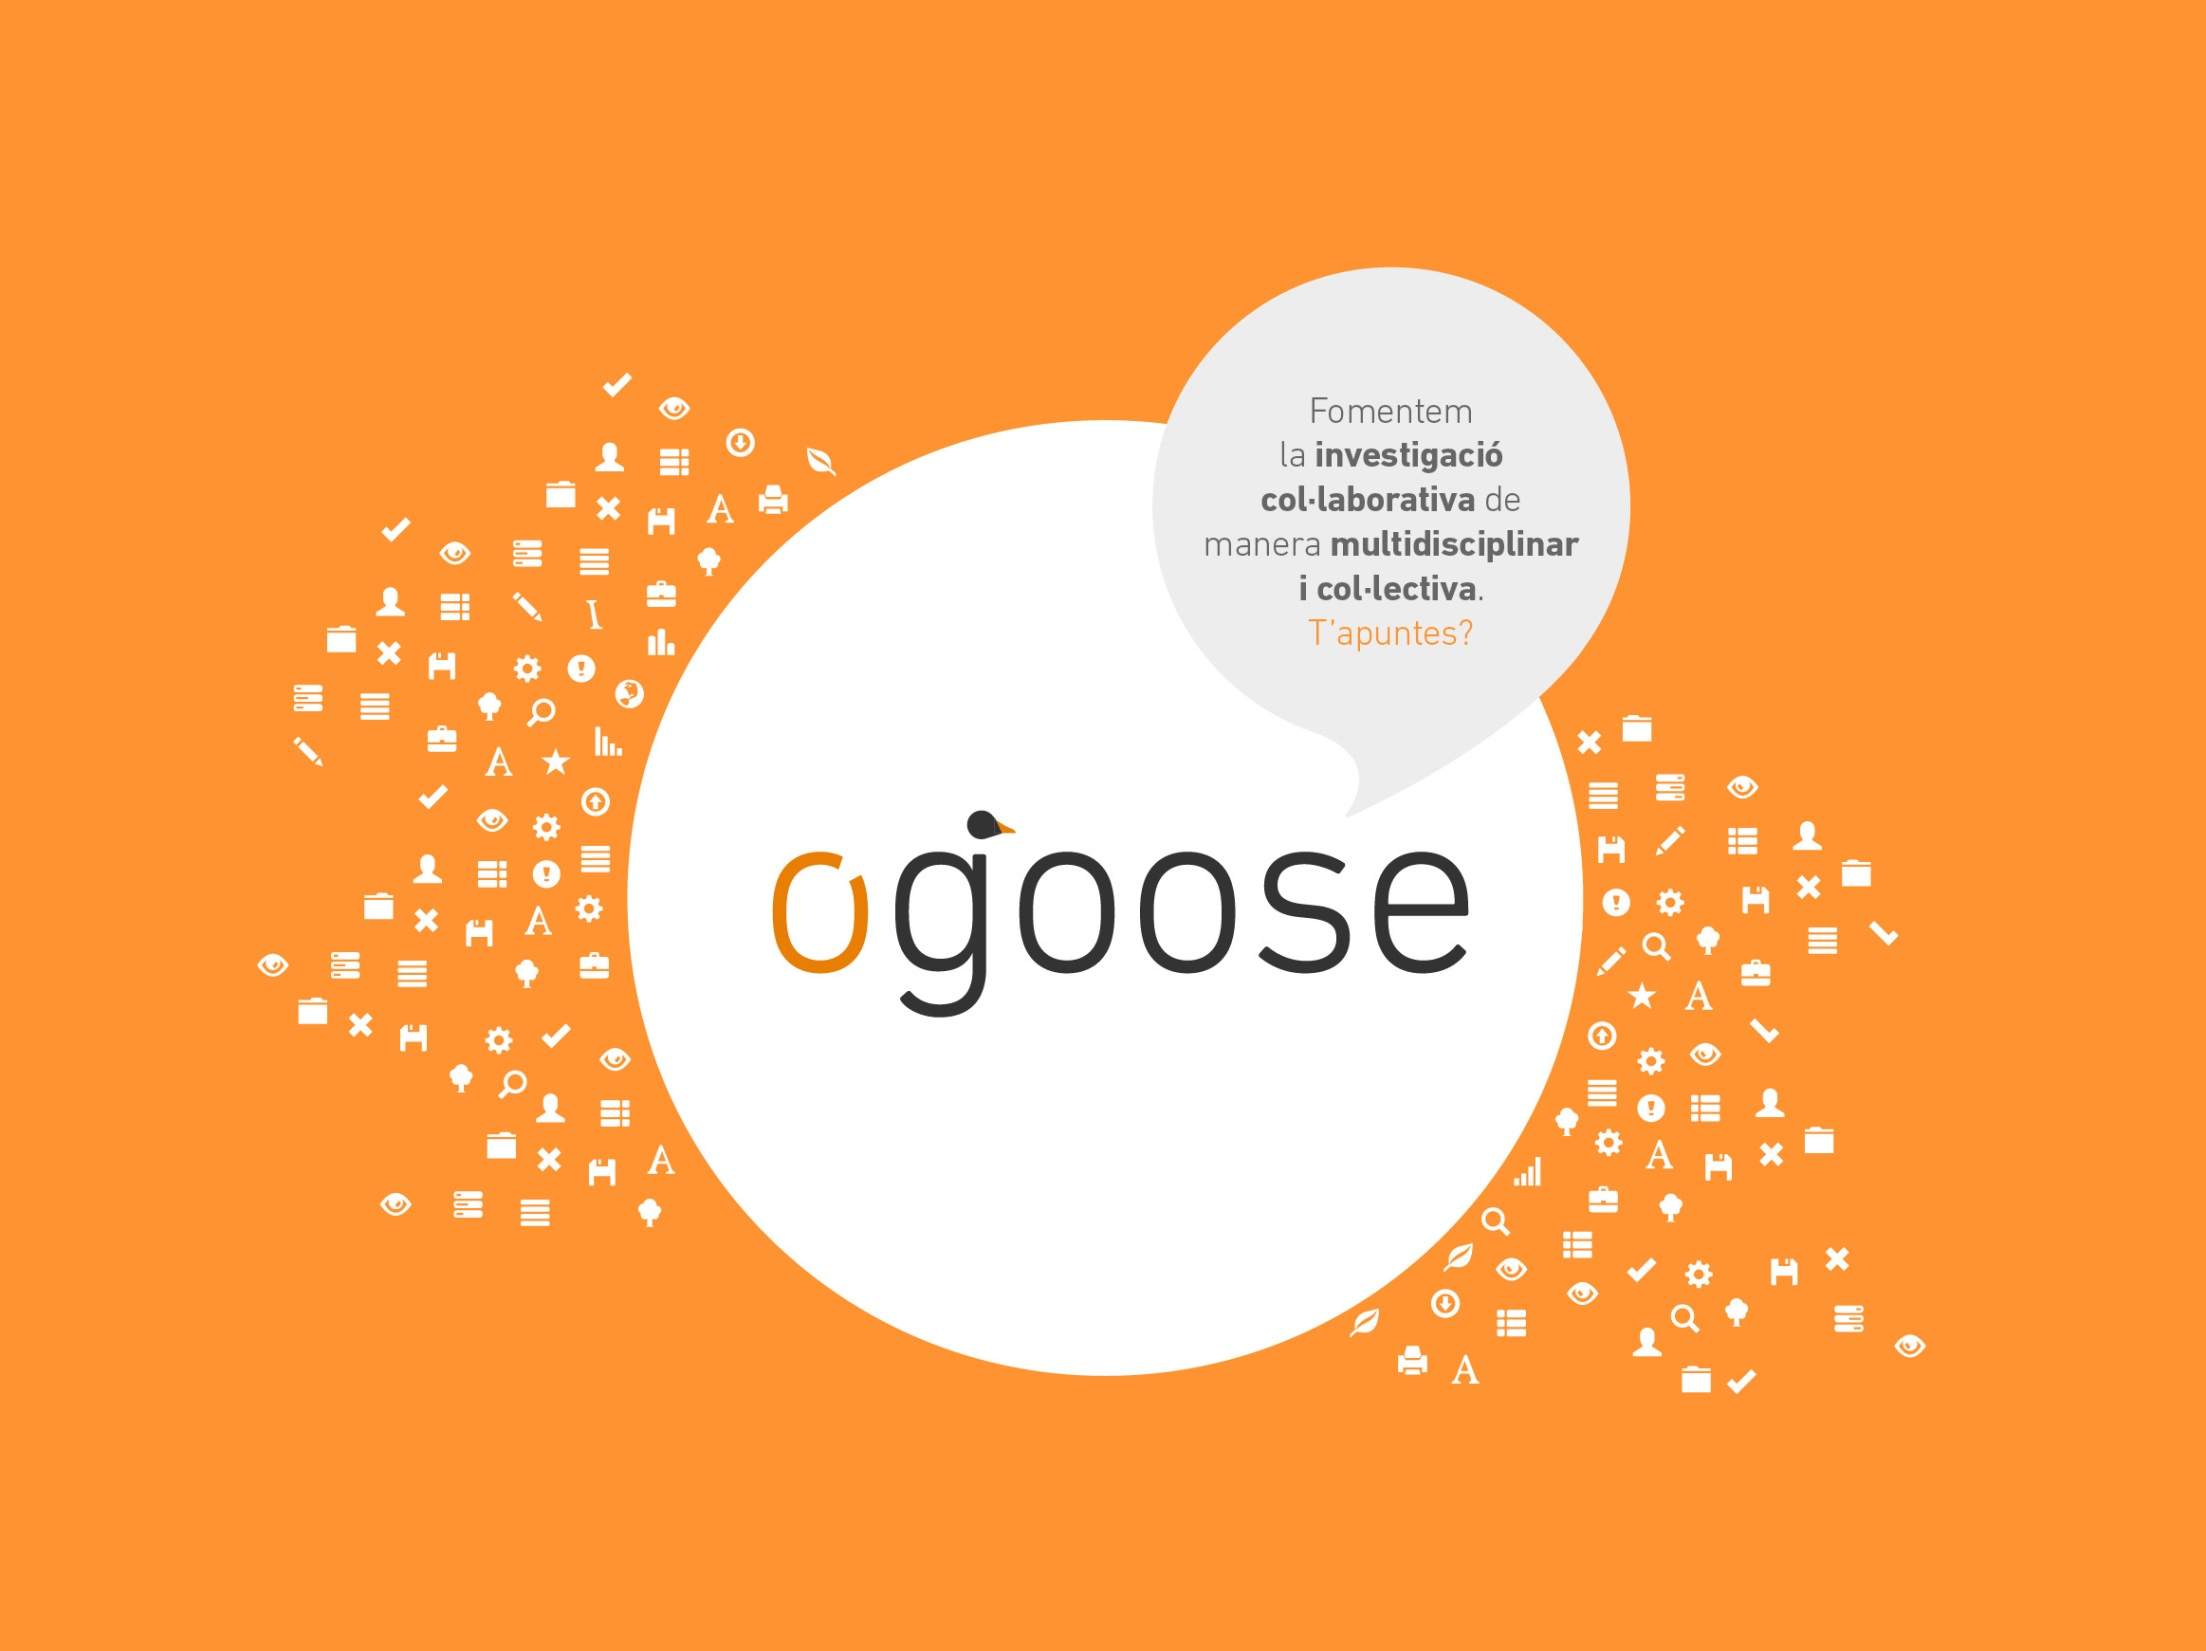 Fomentem
la investigació
col·laborativa de
manera multidisciplinar
i col·lectiva.
T'apuntes?
ogoose